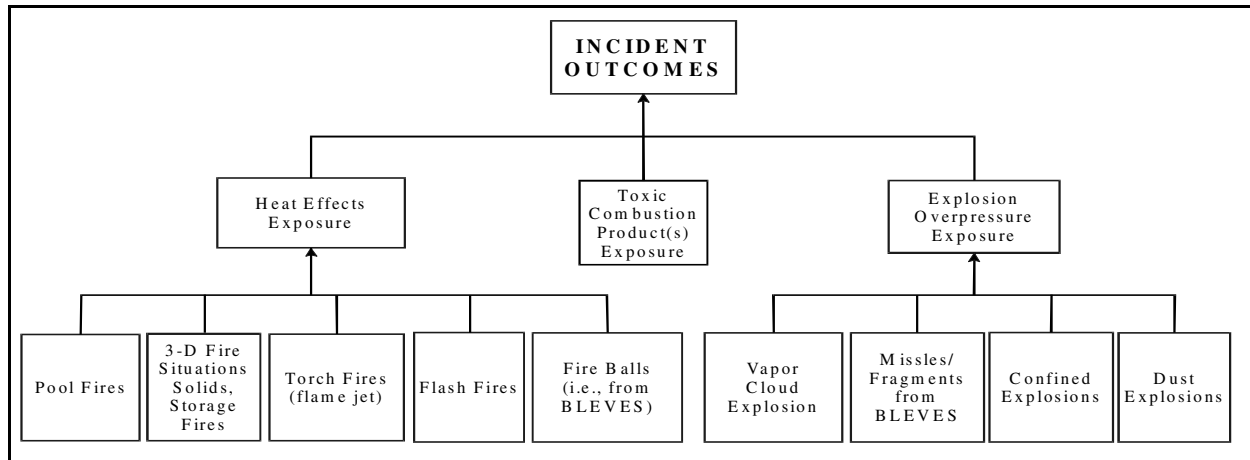 INCIDENT
OUTCOMES
Heat Effects
Exposure
Toxic
Combustion
Product(s)
Exposure
Explosion
Overpressure
Exposure
Pool Fires
3-D Fire
Situations
Solids,
Storage
Fires
Torch Fires
(flame jet)
Flash Fires
Fire Balls
(i.e., from
BLEVES)
Vapor
Cloud
Explosion
Missles/
Fragments
from
BLEVES
Confined
Explosions
Dust
Explosions